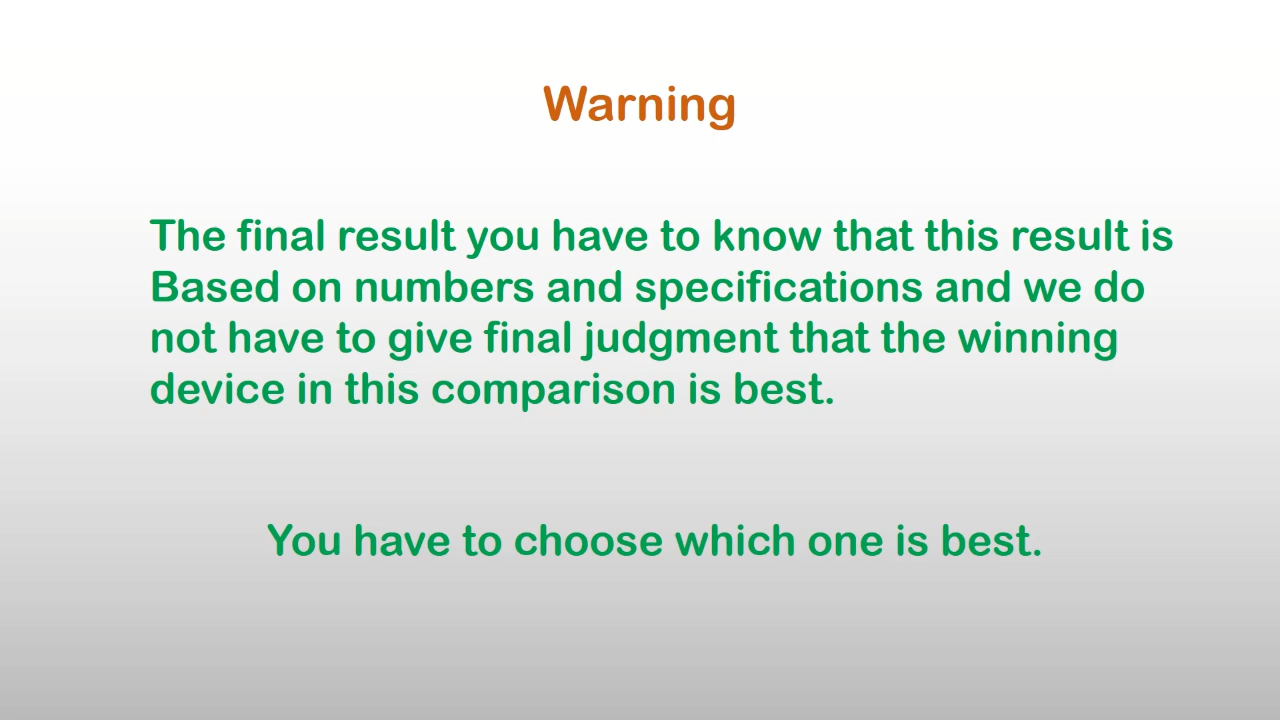 Warning
The final result you have to know that this result is
Based on numbers and specifications and we do
not have to give final judgment that the winning
device in this comparison is best.
You have to choose which one is best.